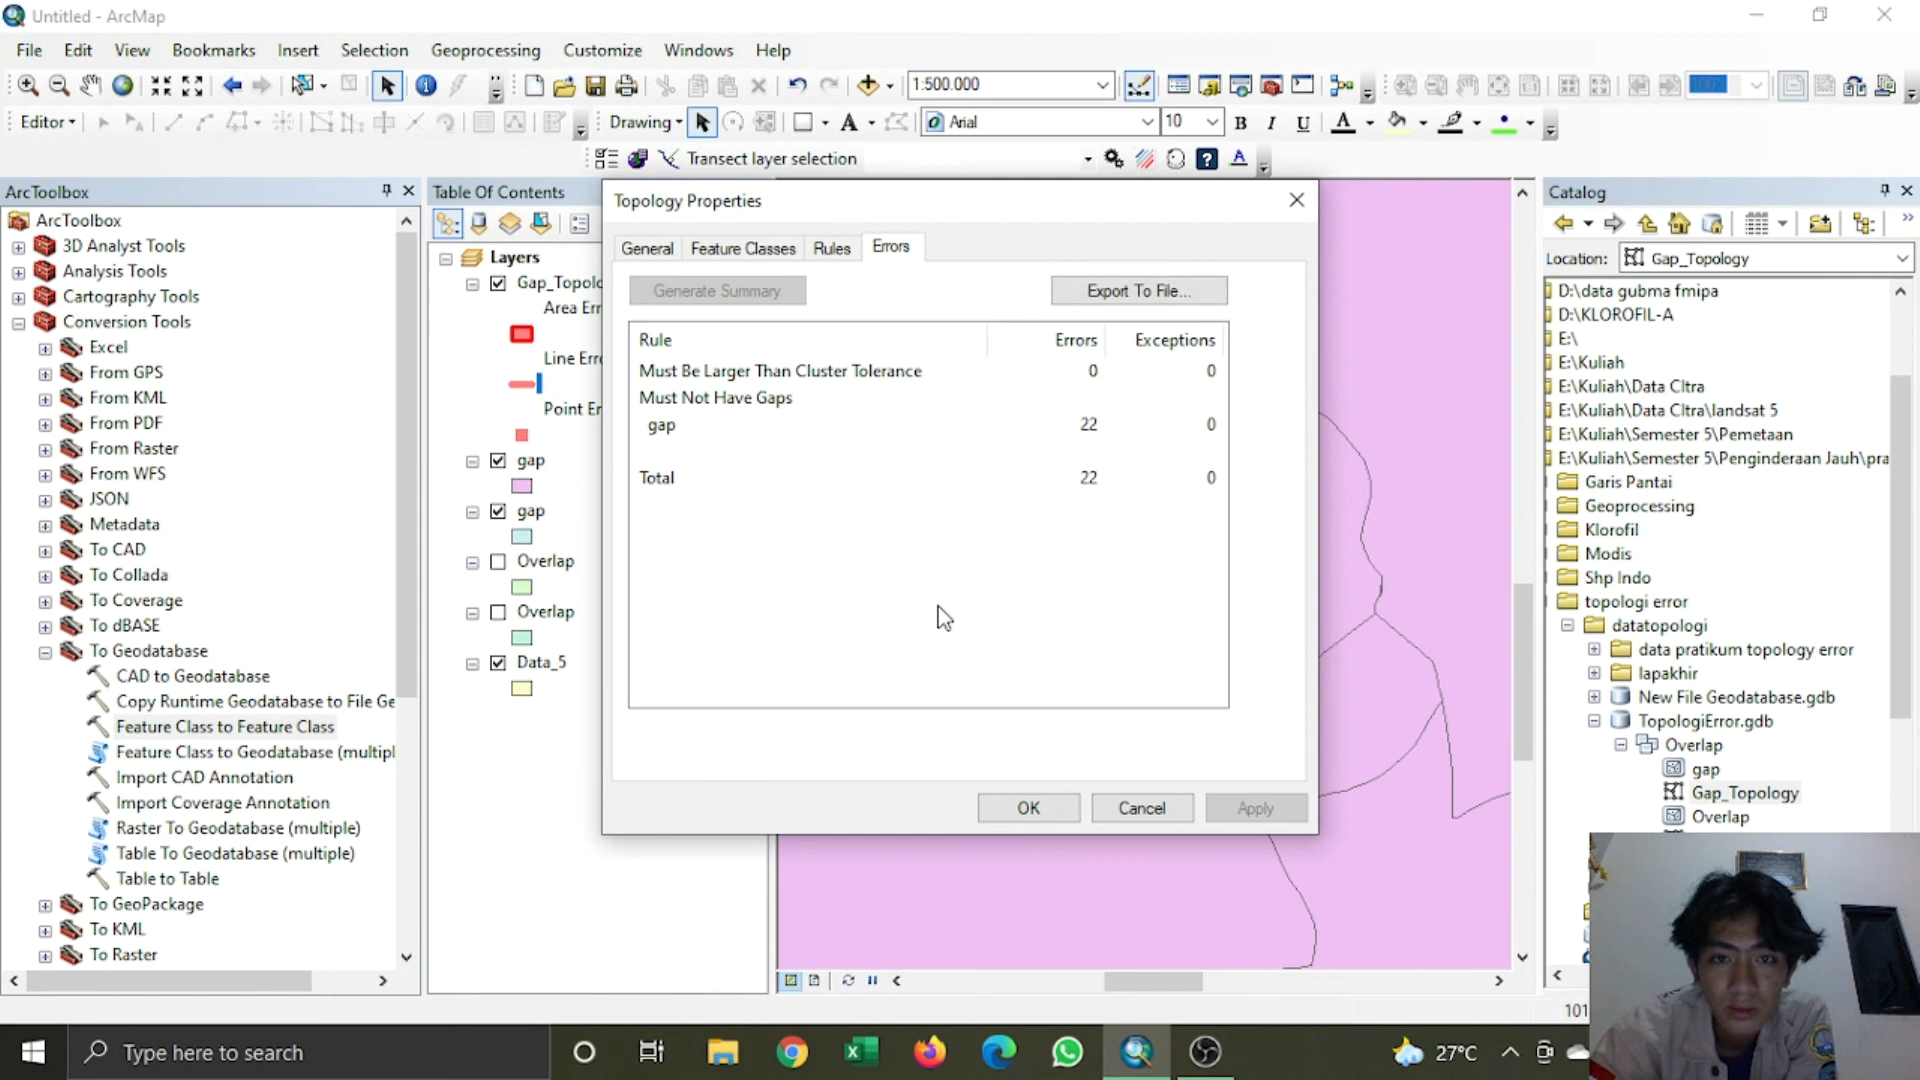 Untitled - ArcMap
File Edit View Bookmarks Insert Selection Geoprocessing Customize Windows Help
1:500.000
Editor Drawing Arial 10 B I U A
Transect layer selection
ArcToolbox
ArcToolbox
3D Analyst Tools
Analysis Tools
Cartography Tools
Conversion Tools
Excel
From GPS
From KML
From PDF
From Raster
From WFS
JSON
Metadata
To CAD
To Collada
To Coverage
To dBASE
To Geodatabase
CAD to Geodatabase
Copy Runtime Geodatabase to File Ge
Feature Class to Feature Class
Feature Class to Geodatabase (multipl
Import CAD Annotation
Import Coverage Annotation
Raster To Geodatabase (multiple)
Table To Geodatabase (multiple)
Table to Table
To GeoPackage
To KML
To Raster
Table Of Contents
Layers
Gap_Topolo
Area Err
Line Erro
Point Er
gap
gap
Overlap
Overlap
Data_5
Topology Properties
General Feature Classes Rules Errors
Generate Summary Export To File...
Rule Errors Exceptions
Must Be Larger Than Cluster Tolerance 0 0
Must Not Have Gaps
gap 22 0
Total 22 0
OK Cancel Apply
Catalog
Location: Gap_Topology
D:\data gubma fmipa
D:\KLOROFIL-A
E:\
E:\Kuliah
E:\Kuliah\Data Cltra
E:\Kuliah\Data Cltra\landsat 5
E:\Kuliah\Semester 5\Pemetaan
E:\Kuliah\Semester 5\Penginderaan Jauh\pra
Garis Pantai
Geoprocessing
Klorofil
Modis
Shp Indo
topologi error
datatopologi
data pratikum topology error
lapakhir
New File Geodatabase.gdb
TopologiError.gdb
Overlap
gap
Gap_Topology
Overlap
101
Type here to search
27°C